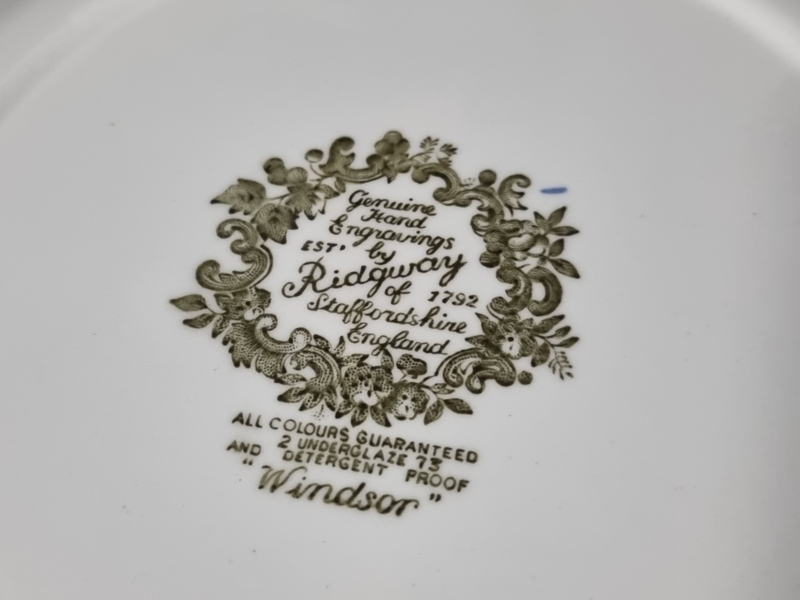 Genuine
Hand
Engravings
EST' by
Ridgway
of 1792
Staffordshire
England
ALL COLOURS GUARANTEED
2 UNDERGLAZE 73
AND DETERGENT PROOF
"Windsor"